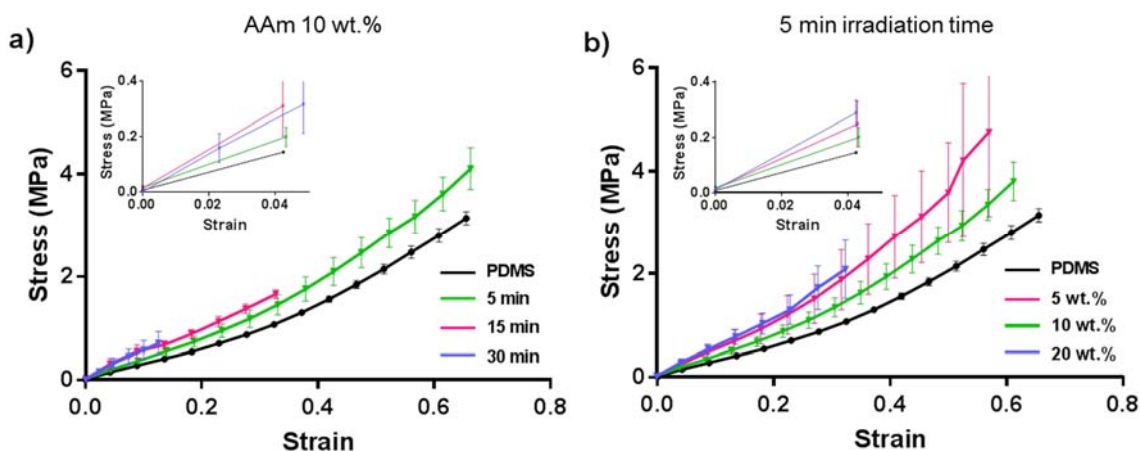 AAm 10 wt.%
a)
Stress (MPa)
6
4
2
0
0.0
0.2
0.4
0.6
0.8
Strain
Stress (MPa)
0.4
0.2
0.0
0.00
0.02
0.04
Strain
PDMS
5 min
15 min
30 min
5 min irradiation time
b)
Stress (MPa)
6
4
2
0
0.0
0.2
0.4
0.6
0.8
Strain
Stress (MPa)
0.4
0.2
0.0
0.00
0.02
0.04
Strain
PDMS
5 wt.%
10 wt.%
20 wt.%